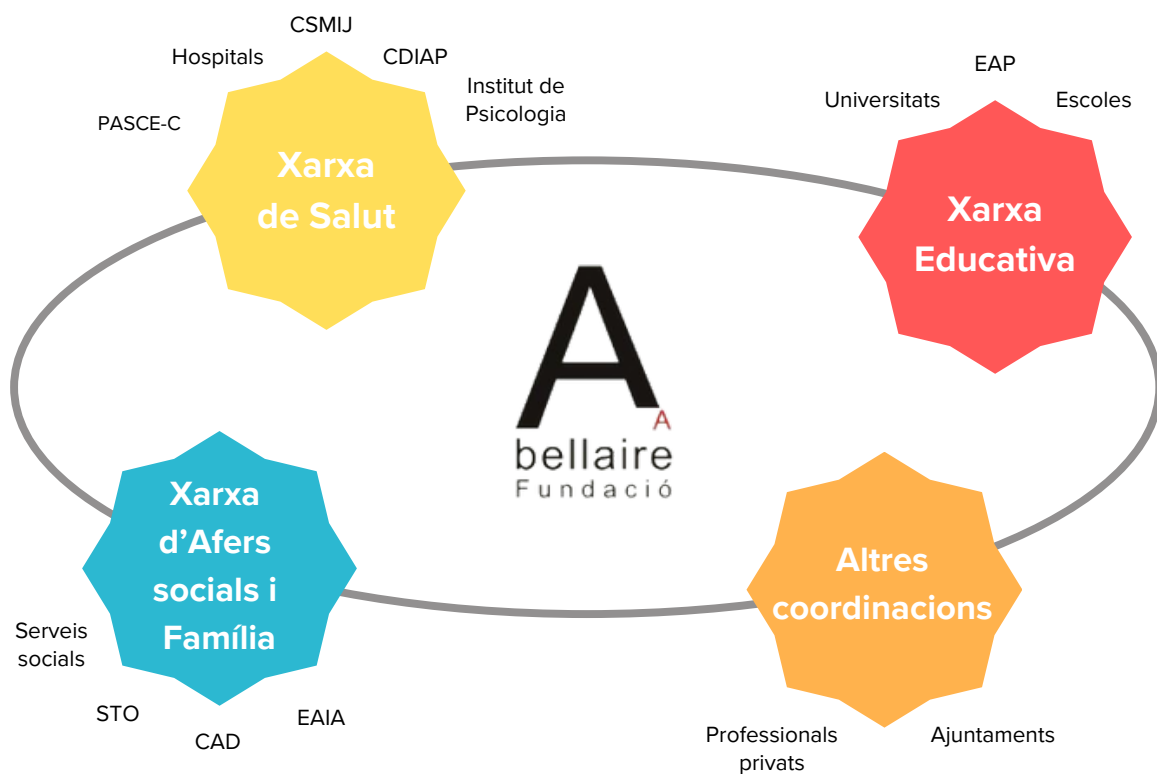 CSMIJ
Hospitals
CDIAP
Institut de
Psicologia
PASCE-C
Xarxa
de Salut
EAP
Universitats
Escoles
Xarxa
Educativa
A
A
bellaire
Fundació
Xarxa
d’Afers
socials i
Família
Serveis
socials
STO
CAD
EAIA
Altres
coordinacions
Professionals
privats
Ajuntaments